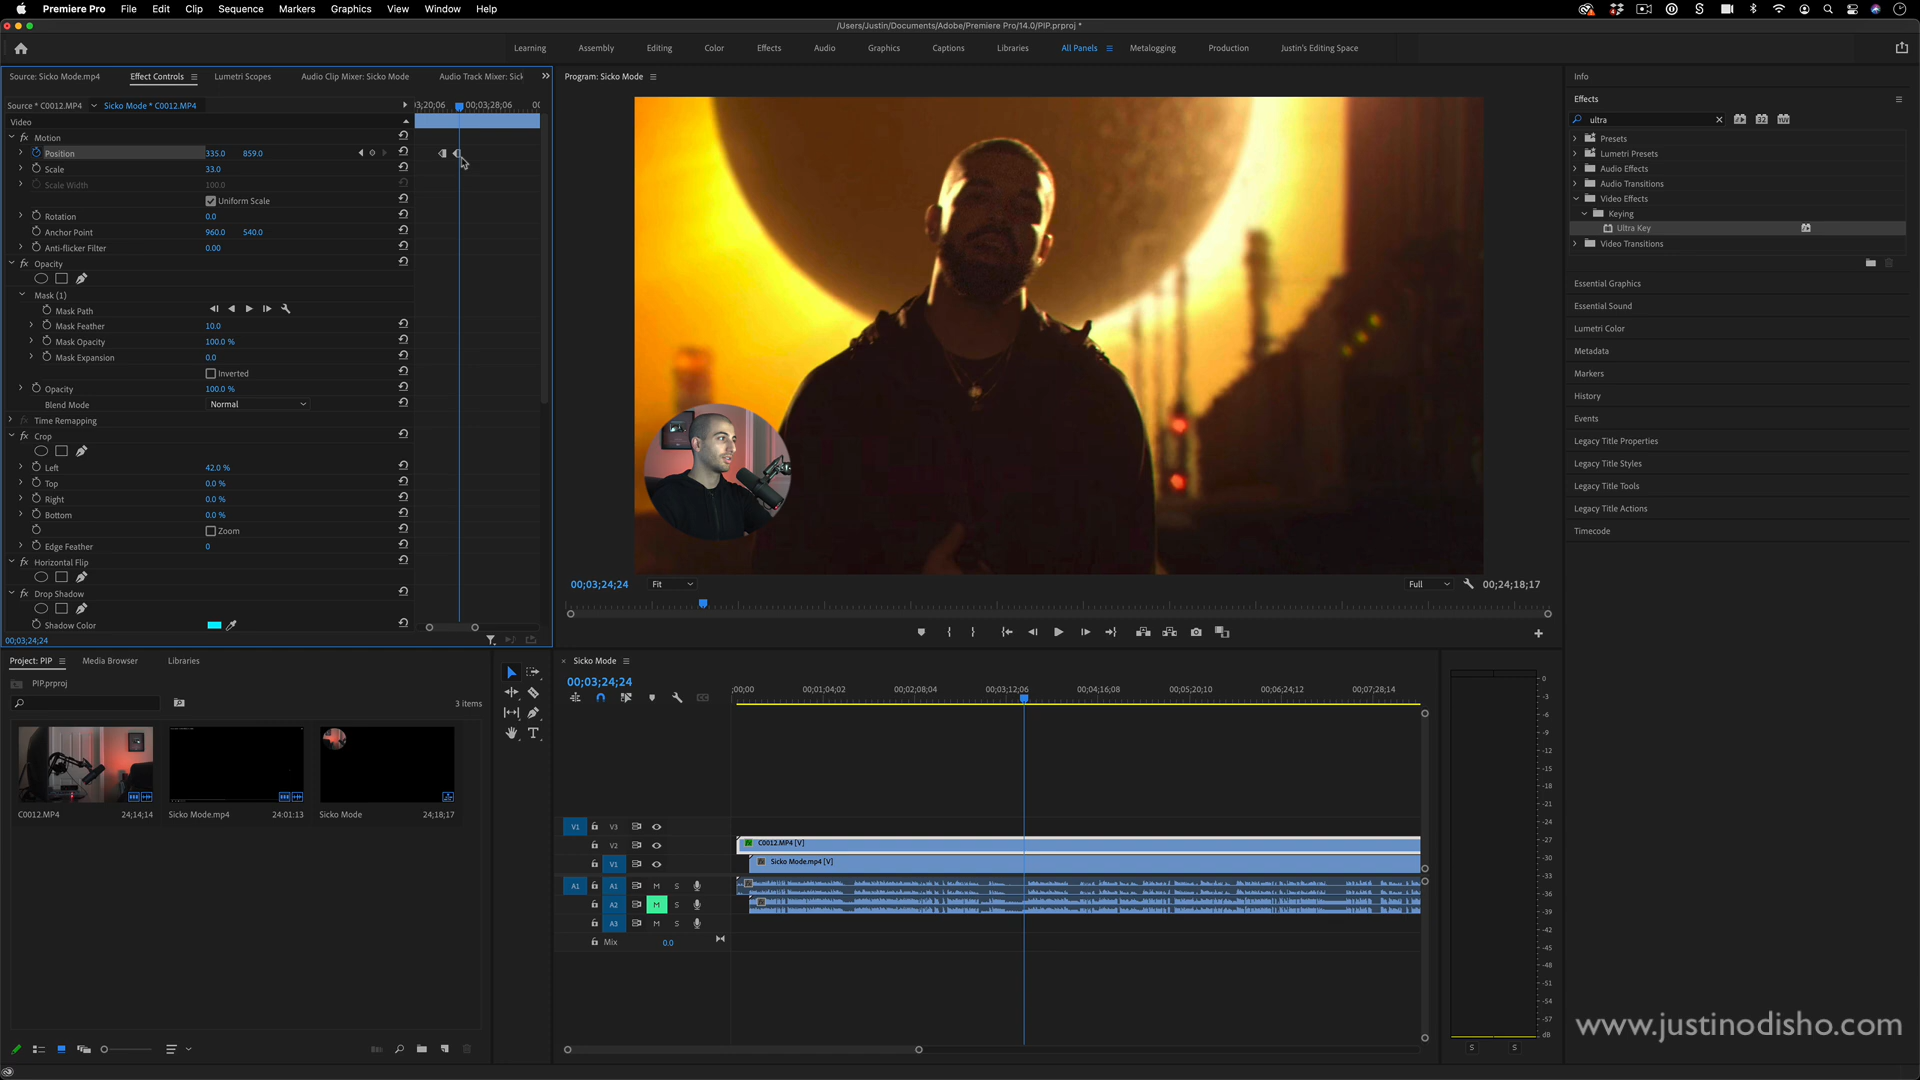 Premiere Pro File Edit Clip Sequence Markers Graphics View Window Help
/Users/Justin/Documents/Adobe/Premiere Pro/14.0/PIP.prproj *
Learning Assembly Editing Color Effects Audio Graphics Captions Libraries All Panels Metalogging Production Justin's Editing Space
Source: Sicko Mode.mp4 Effect Controls Lumetri Scopes Audio Clip Mixer: Sicko Mode Audio Track Mixer: Sick
Program: Sicko Mode
Info
Source * C0012.MP4 Sicko Mode * C0012.MP4
3;20;06 00;03;28;06 00
Effects
Video
ultra
Motion
Presets
Position 335.0 859.0
Lumetri Presets
Scale 33.0
Audio Effects
Scale Width 100.0
Audio Transitions
Uniform Scale
Video Effects
Rotation 0.0
Keying
Anchor Point 960.0 540.0
Ultra Key
Anti-flicker Filter 0.00
Video Transitions
Opacity
Mask (1)
Mask Path
Mask Feather 10.0
Mask Opacity 100.0 %
Mask Expansion 0.0
Inverted
Opacity 100.0 %
Blend Mode Normal
Time Remapping
Crop
Left 42.0 %
Top 0.0 %
Right 0.0 %
Bottom 0.0 %
Zoom
Edge Feather 0
Horizontal Flip
Drop Shadow
Shadow Color
00;03;24;24
Essential Graphics
Essential Sound
Lumetri Color
Metadata
Markers
History
Events
Legacy Title Properties
Legacy Title Styles
Legacy Title Tools
Legacy Title Actions
Timecode
00;03;24;24 Fit Full 00;24;18;17
Project: PIP Media Browser Libraries
PIP.prproj
3 items
C0012.MP4 24;14;14
Sicko Mode.mp4 24:01:13
Sicko Mode 24;18;17
Sicko Mode
00;03;24;24
;00;00 00;01;04;02 00;02;08;04 00;03;12;06 00;04;16;08 00;05;20;10 00;06;24;12 00;07;28;14
V1 V3
V2 C0012.MP4 [V]
V1 Sicko Mode.mp4 [V]
A1 A1 M S
A2 M S
A3 M S
Mix 0.0
0
-3
-6
-9
-12
-15
-18
-21
-24
-27
-30
-33
-36
-39
-42
-45
-48
-51
-54
-57
dB
S S
www.justinodisho.com